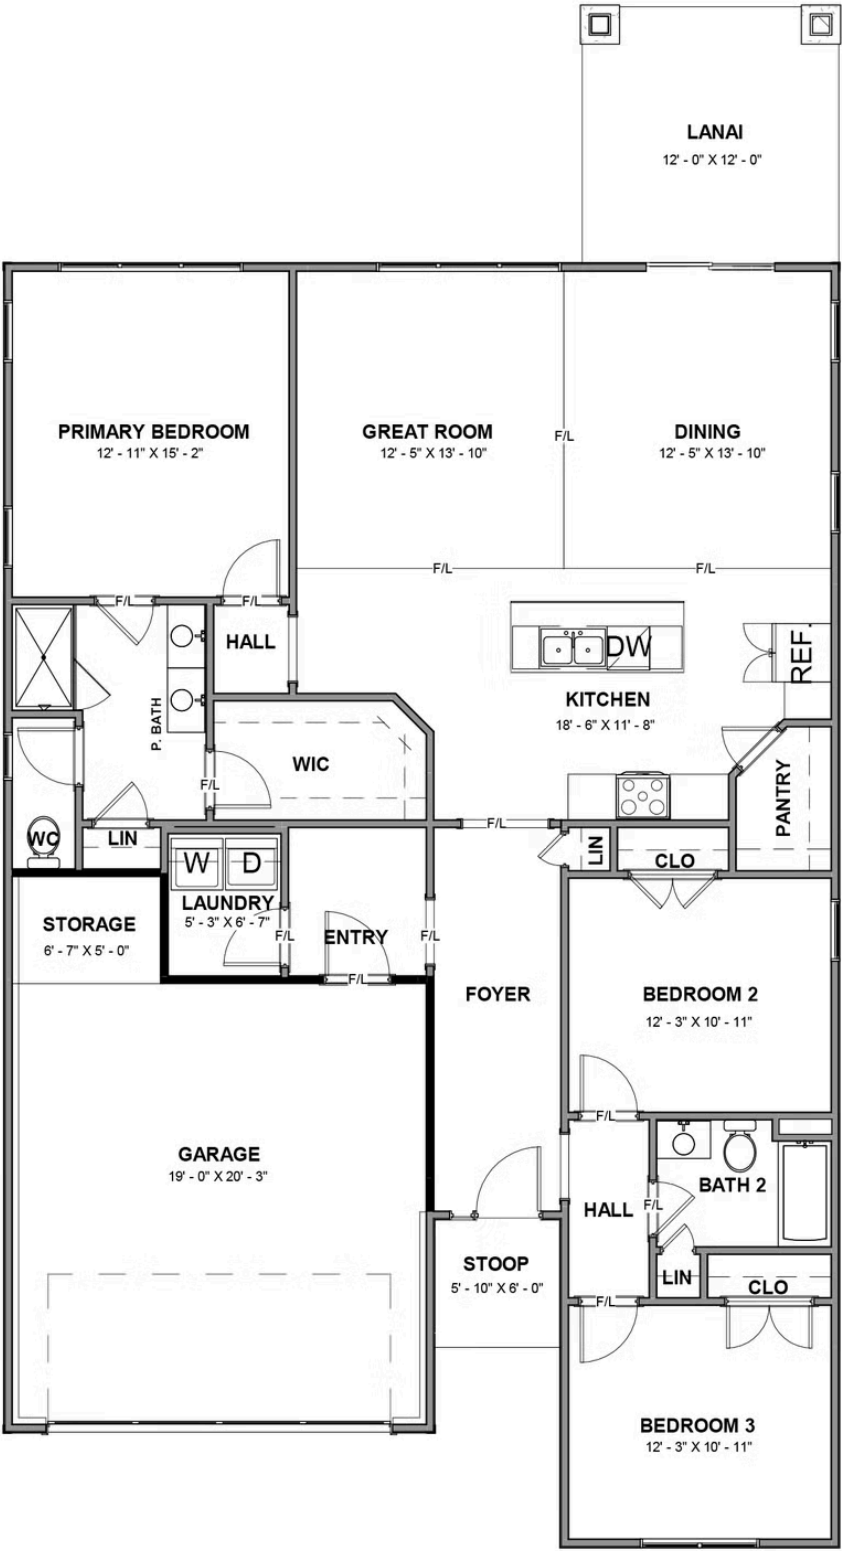 LANAI
12' - 0" X 12' - 0"
PRIMARY BEDROOM
12' - 11" X 15' - 2"
GREAT ROOM
12' - 5" X 13' - 10"
F/L
DINING
12' - 5" X 13' - 10"
F/L
F/L
F/L
F/L
HALL
DW
REF.
P. BATH
KITCHEN
18' - 6" X 11' - 8"
WIC
F/L
PANTRY
F/L
WC
LIN
LIN
CLO
W
D
LAUNDRY
5' - 3" X 6' - 7"
STORAGE
6' - 7" X 5' - 0"
F/L
ENTRY
F/L
F/L
FOYER
BEDROOM 2
12' - 3" X 10' - 11"
F/L
GARAGE
19' - 0" X 20' - 3"
BATH 2
HALL
F/L
STOOP
5' - 10" X 6' - 0"
LIN
CLO
F/L
BEDROOM 3
12' - 3" X 10' - 11"